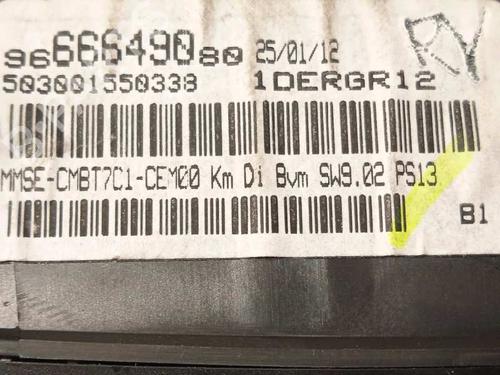 9666649080 25/01/12
503001550338 1DERGR12
MMSE-CMBT7C1-CEM00 Km Di Bvm SW9.02 PS13
B1